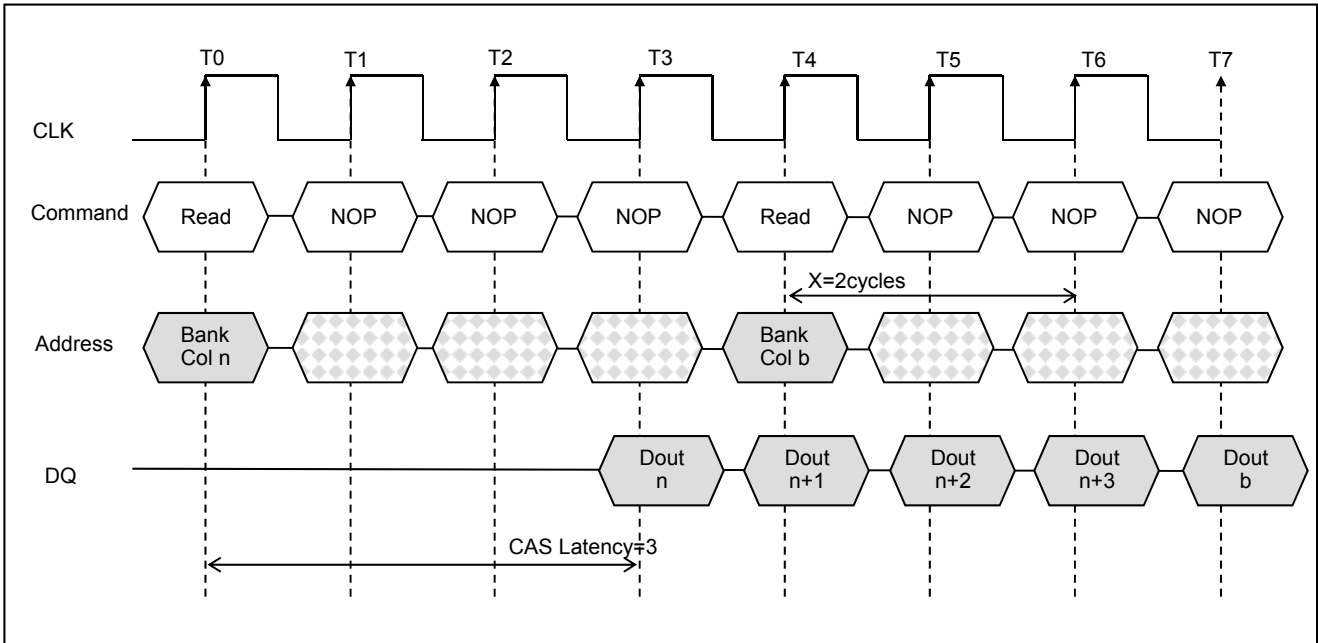 T0 T1 T2 T3 T4 T5 T6 T7
CLK
Command Read NOP NOP NOP Read NOP NOP NOP
X=2cycles
Address
Bank
Col n
Bank
Col b
DQ
Dout
n
Dout
n+1
Dout
n+2
Dout
n+3
Dout
b
CAS Latency=3